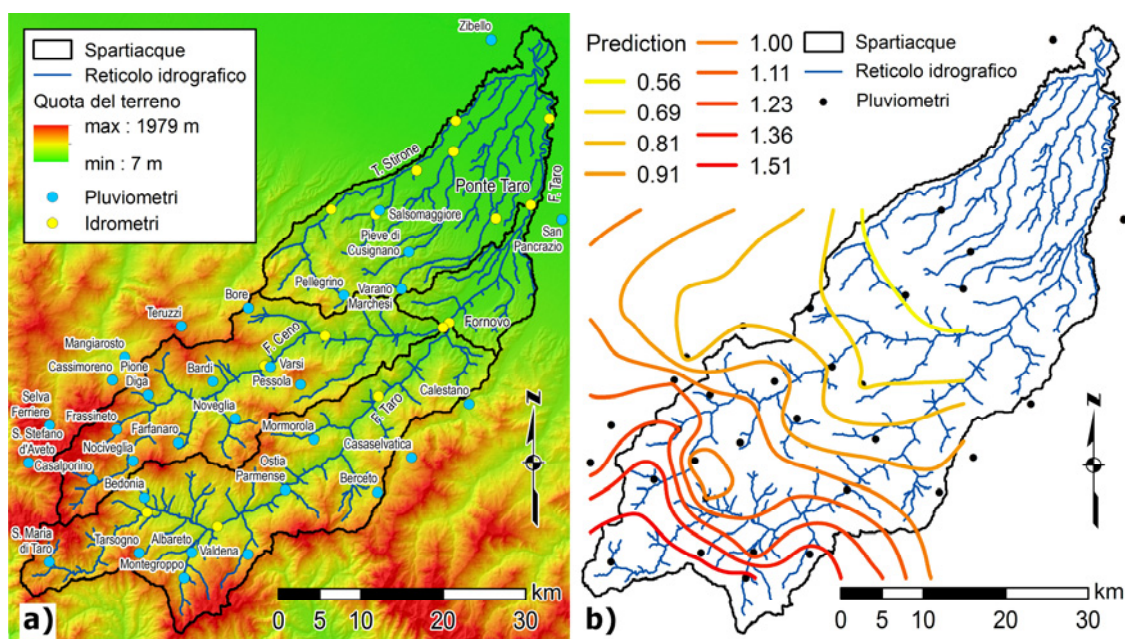 Spartiacque
Reticolo idrografico
Quota del terreno
max : 1979 m
min : 7 m
Pluviometri
Idrometri
Zibello
T. Stirone
Ponte Taro
F. Taro
Salsomaggiore
San
Pancrazio
Pieve di
Cusignano
Pellegrino
Varano
Marchesi
Bore
Teruzzi
Fornovo
F. Ceno
Mangiarosto
Cassimoreno
Pione
Diga
Bardi
Varsi
Pessola
Calestano
F. Taro
Selva
Ferriere
Frassineto
Noveglia
Farfanaro
Mormorola
S. Stefano
d'Aveto
Nociveglia
Casaselvatica
Casalporino
Ostia
Parmense
Berceto
Bedonia
S. Maria
di Taro
Tarsogno
Albareto
Valdena
Montegroppo
N
km
0 10 20 30
a)
Prediction
0.56
0.69
0.81
0.91
1.00
1.11
1.23
1.36
1.51
Spartiacque
Reticolo idrografico
Pluviometri
N
km
0 10 20 30
b)